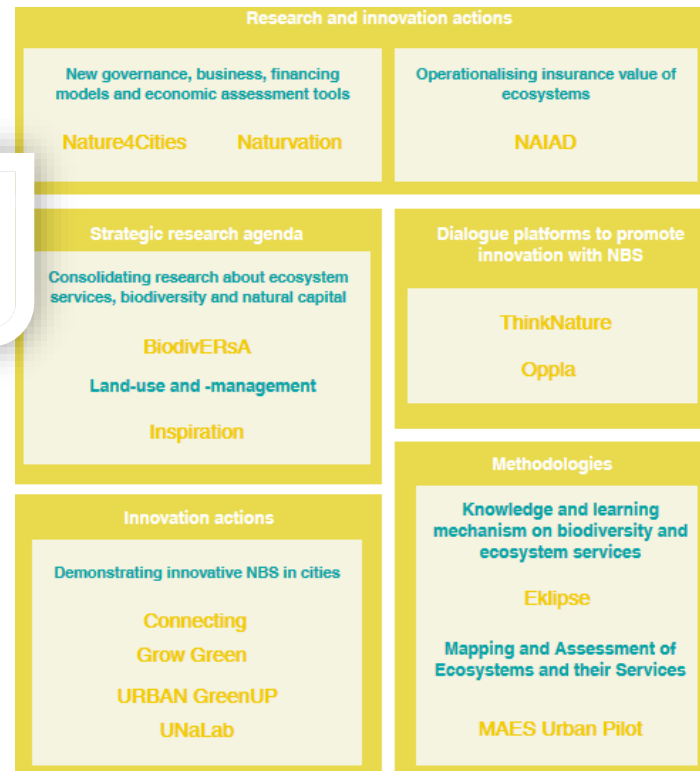 Research and innovation actions
New governance, business, financing
models and economic assessment tools
Nature4Cities Naturvation
Operationalising insurance value of
ecosystems
NAIAD
Strategic research agenda
Consolidating research about ecosystem
services, biodiversity and natural capital
BiodivERsA
Land-use and -management
Inspiration
Dialogue platforms to promote
innovation with NBS
ThinkNature
Oppla
Innovation actions
Demonstrating innovative NBS in cities
Connecting
Grow Green
URBAN GreenUP
UNaLab
Methodologies
Knowledge and learning
mechanism on biodiversity and
ecosystem services
Eklipse
Mapping and Assessment of
Ecosystems and their Services
MAES Urban Pilot